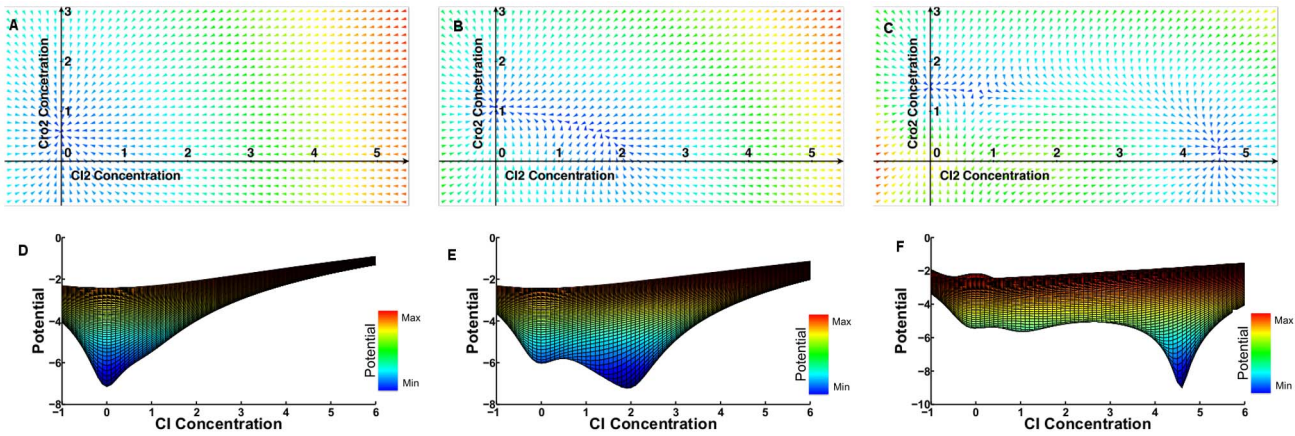 A
3
2
1
Cro2 Concetration
0 1 2 3 4 5
CI2 Concentration
B
3
2
1
Cro2 Concetration
0 1 2 3 4 5
CI2 Concentration
C
3
2
1
Cro2 Concetration
0 1 2 3 4 5
CI2 Concentration
D
0
−2
−4
−6
−8
Potential
−1 0 1 2 3 4 5 6
CI Concentration
Potential
Max
Min
E
0
−2
−4
−6
−8
Potential
−1 0 1 2 3 4 5 6
CI Concentration
Potential
Max
Min
F
0
−2
−4
−6
−8
−10
Potential
−1 0 1 2 3 4 5 6
CI Concentration
Potential
Max
Min